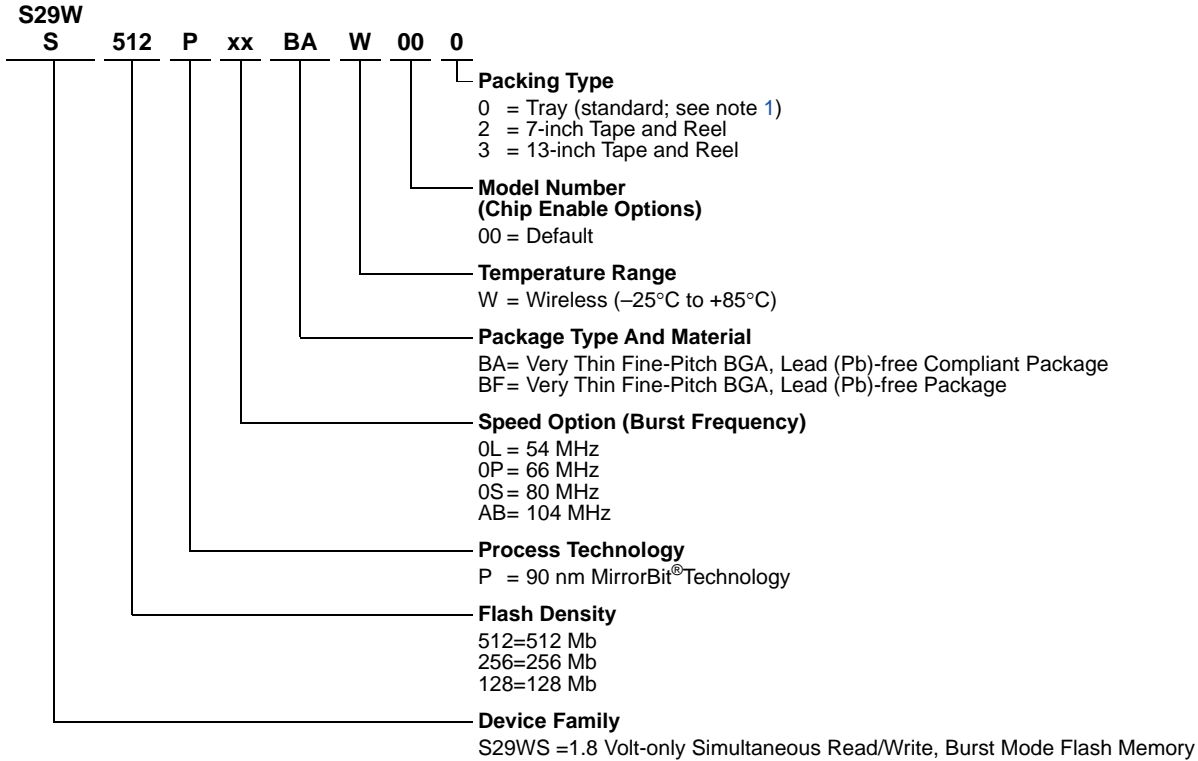 S29W
S 512 P xx BA W 00 0
Packing Type
0 = Tray (standard; see note 1)
2 = 7-inch Tape and Reel
3 = 13-inch Tape and Reel
Model Number
(Chip Enable Options)
00 = Default
Temperature Range
W = Wireless (–25°C to +85°C)
Package Type And Material
BA= Very Thin Fine-Pitch BGA, Lead (Pb)-free Compliant Package
BF= Very Thin Fine-Pitch BGA, Lead (Pb)-free Package
Speed Option (Burst Frequency)
0L = 54 MHz
0P = 66 MHz
0S = 80 MHz
AB= 104 MHz
Process Technology
P = 90 nm MirrorBit®Technology
Flash Density
512=512 Mb
256=256 Mb
128=128 Mb
Device Family
S29WS =1.8 Volt-only Simultaneous Read/Write, Burst Mode Flash Memory